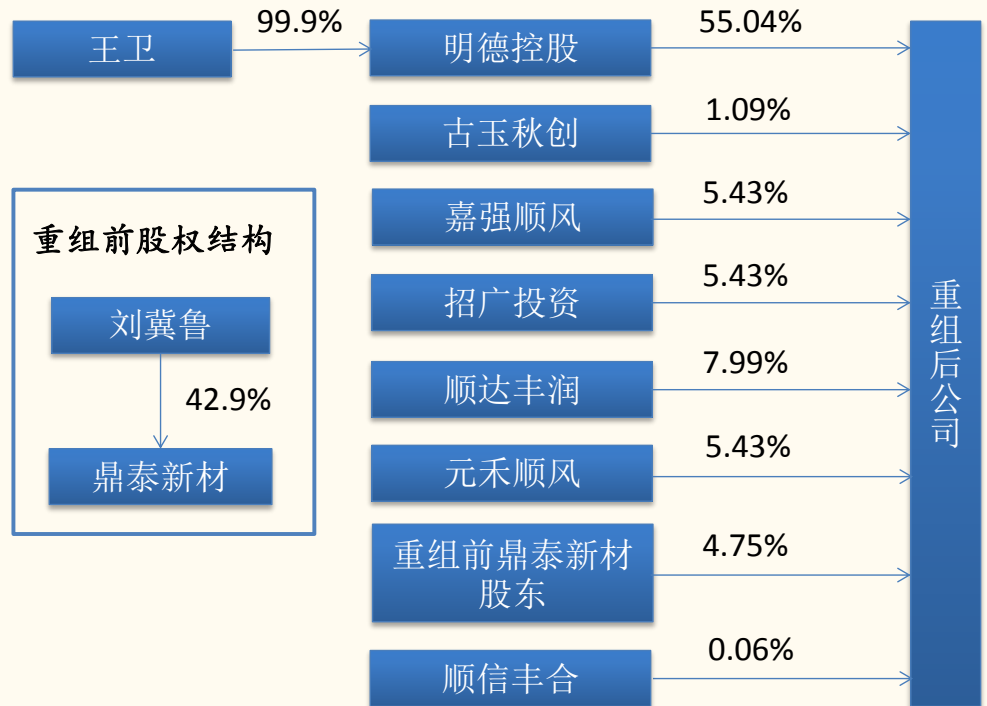 王卫
99.9%
明德控股
55.04%
古玉秋创
1.09%
嘉强顺风
5.43%
招广投资
5.43%
顺达丰润
7.99%
元禾顺风
5.43%
重组前鼎泰新材
股东
4.75%
顺信丰合
0.06%
重组后公司
重组前股权结构
刘冀鲁
42.9%
鼎泰新材